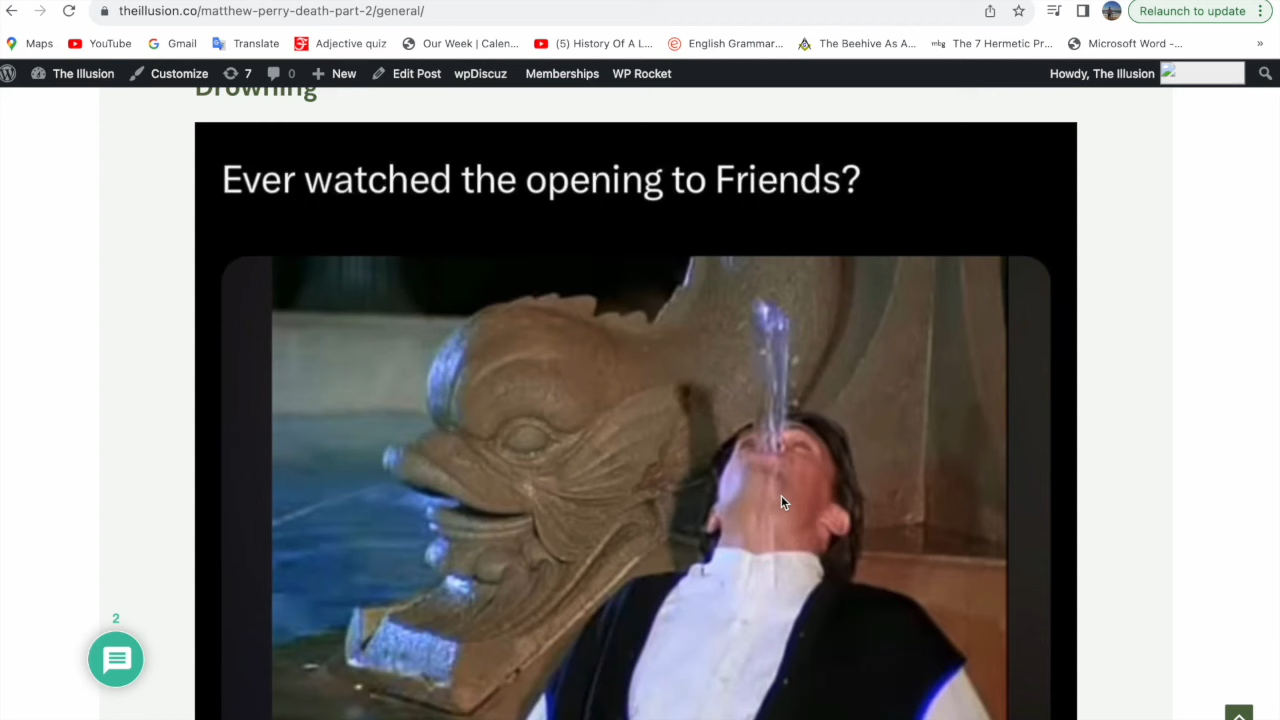 theillusion.co/matthew-perry-death-part-2/general/
Relaunch to update
Maps YouTube Gmail Translate Adjective quiz Our Week | Calen... (5) History Of A L... English Grammar... The Beehive As A... mbg The 7 Hermetic Pr... Microsoft Word -... »
The Illusion Customize 7 0 New Edit Post wpDiscuz Memberships WP Rocket Howdy, The Illusion
Drowning
Ever watched the opening to Friends?
2